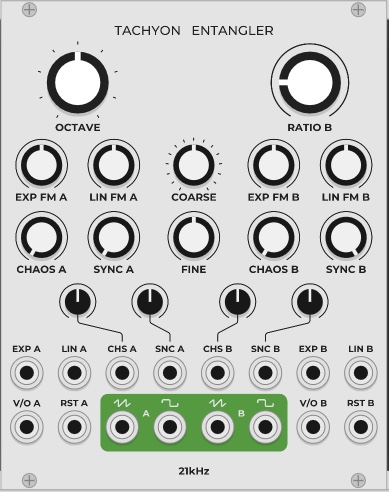 TACHYON ENTANGLER
OCTAVE RATIO B
EXP FM A LIN FM A COARSE EXP FM B LIN FM B
CHAOS A SYNC A FINE CHAOS B SYNC B
EXP A LIN A CHS A SNC A CHS B SNC B EXP B LIN B
V/O A RST A A B V/O B RST B
21kHz